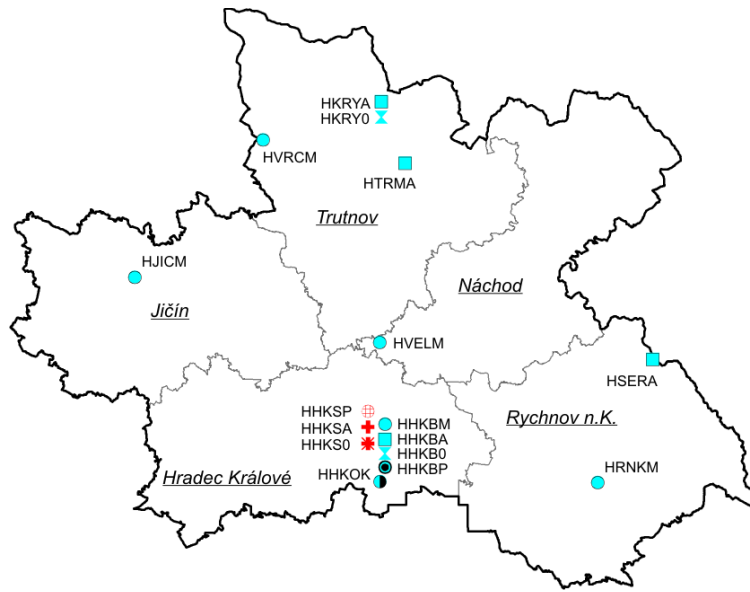 HKRYA
HKRY0
HVRCM
HTRMA
Trutnov
HJICM
Náchod
Jičín
HVELM
HSERA
HHKSP
HHKBM
Rychnov n.K.
HHKSA
HHKBA
HHKS0
HHKB0
HHKBP
Hradec Králové
HHKOK
HRNKM